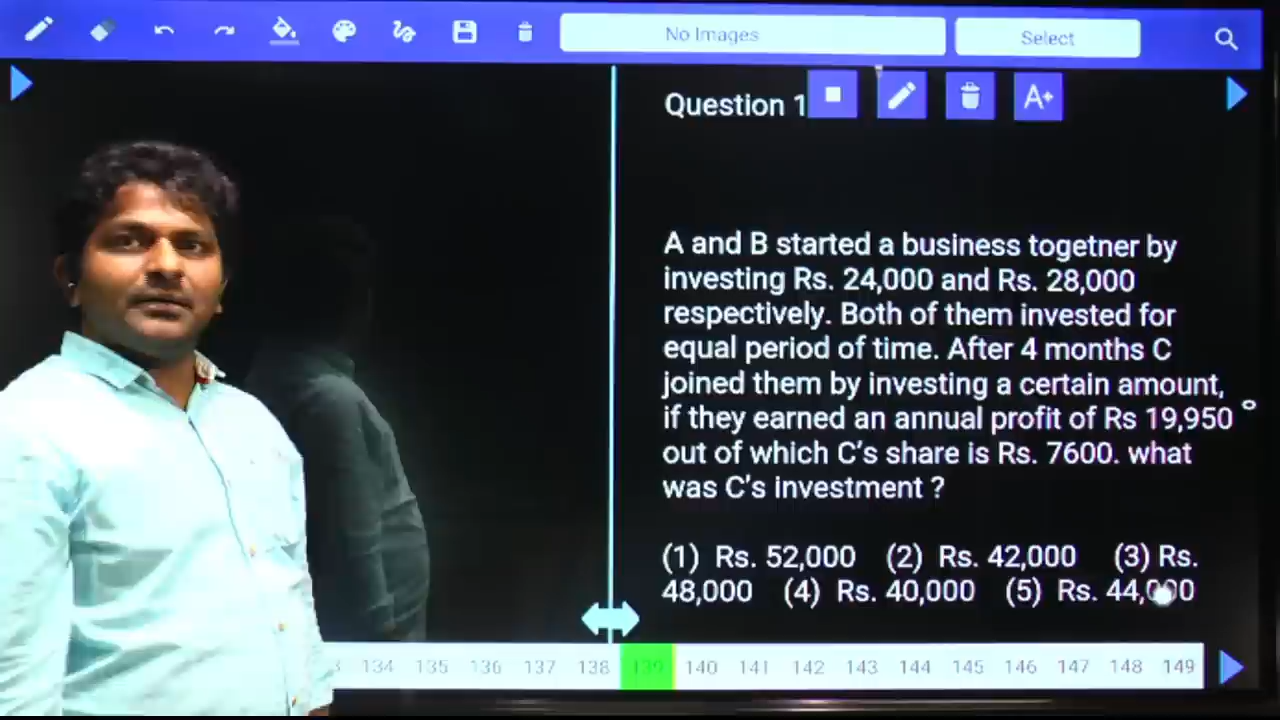 No Images
Select
Question 1
A+
A and B started a business togetner by
investing Rs. 24,000 and Rs. 28,000
respectively. Both of them invested for
equal period of time. After 4 months C
joined them by investing a certain amount,
if they earned an annual profit of Rs 19,950
out of which C's share is Rs. 7600. what
was C's investment ?
(1) Rs. 52,000 (2) Rs. 42,000 (3) Rs.
48,000 (4) Rs. 40,000 (5) Rs. 44,000
3 134 135 136 137 138 139 140 141 142 143 144 145 146 147 148 149